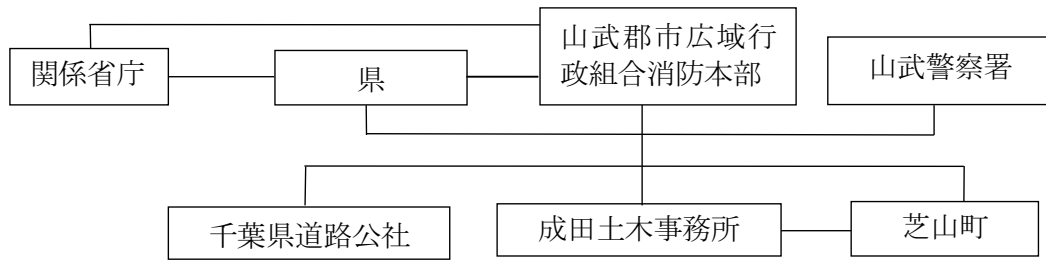 関係省庁
県
山武郡市広域行
政組合消防本部
山武警察署
千葉県道路公社
成田土木事務所
芝山町